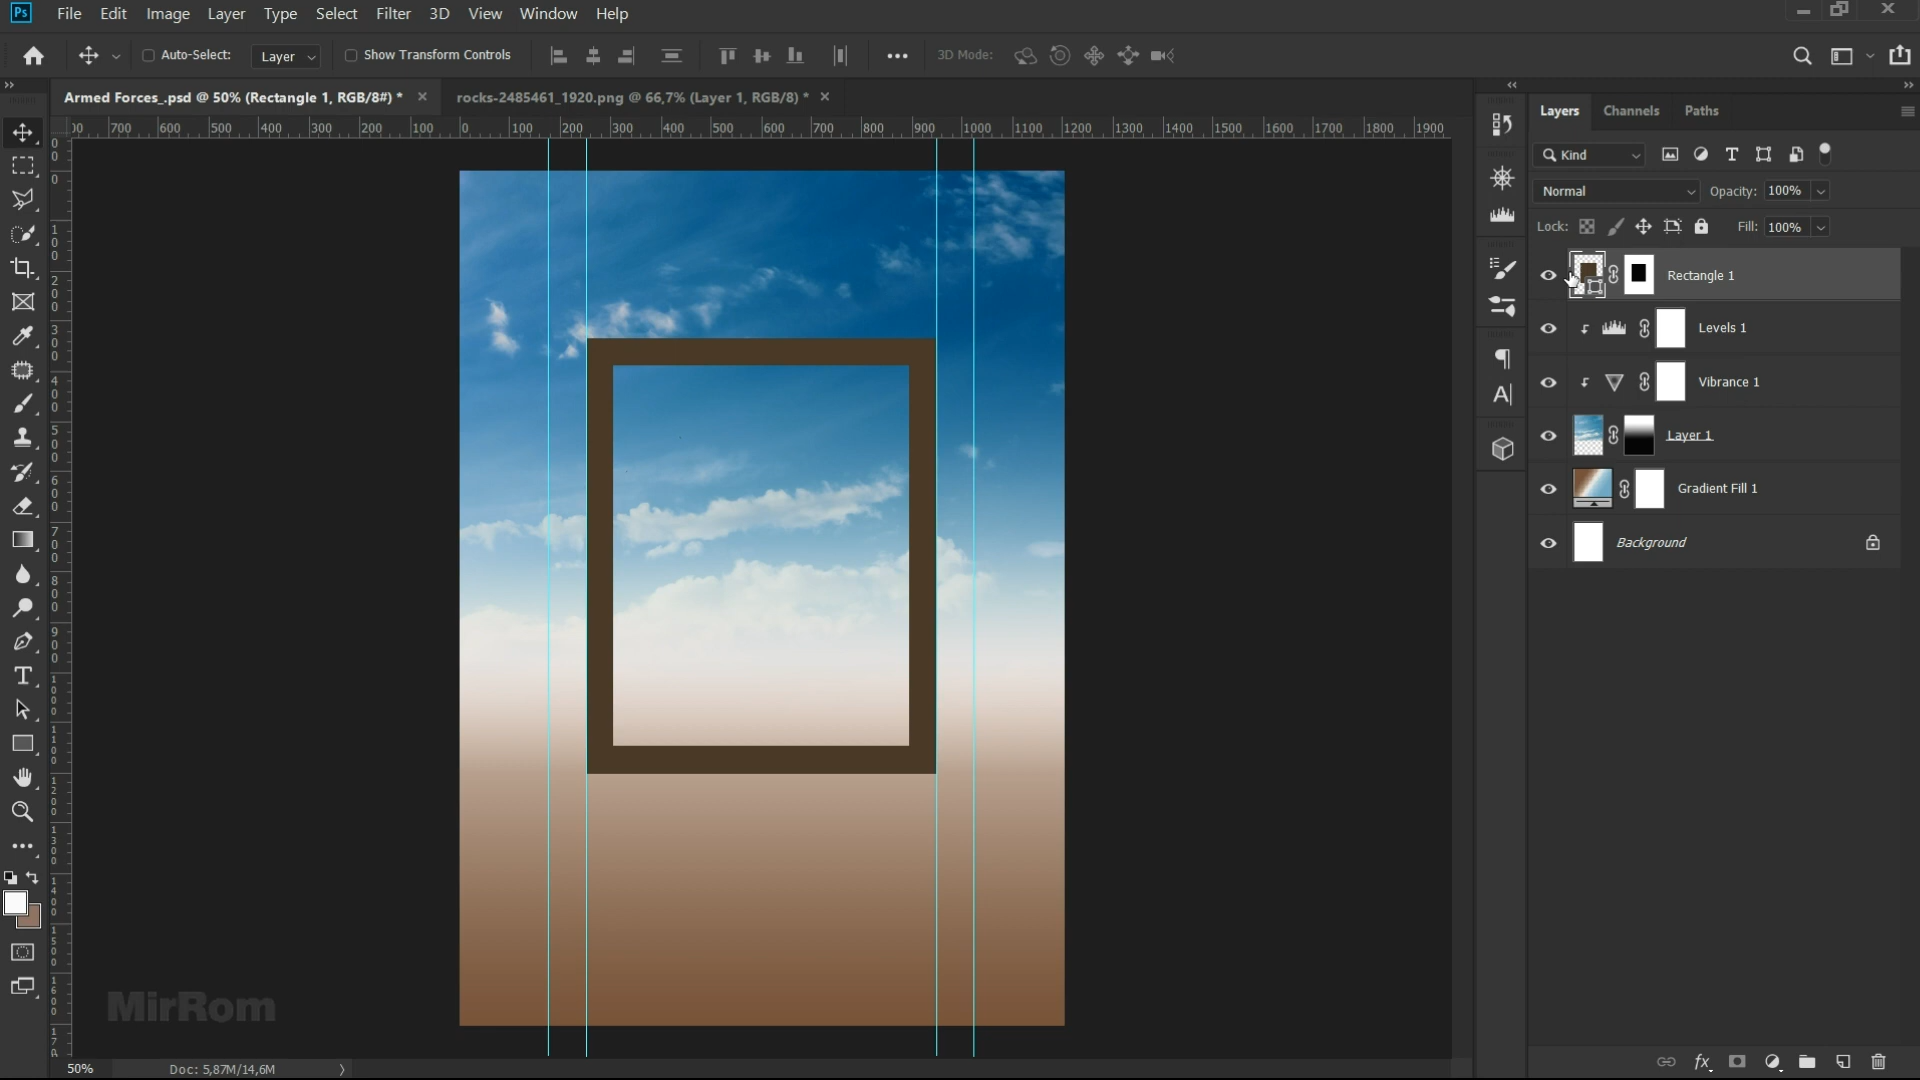 Ps File Edit Image Layer Type Select Filter 3D View Window Help
Auto-Select: Layer Show Transform Controls 3D Mode:
Armed Forces_.psd @ 50% (Rectangle 1, RGB/8#) * rocks-2485461_1920.png @ 66,7% (Layer 1, RGB/8) *
00 700 600 500 400 300 200 100 0 100 200 300 400 500 600 700 800 900 1000 1100 1200 1300 1400 1500 1600 1700 1800 1900
Layers Channels Paths
Kind
Normal Opacity: 100%
Lock: Fill: 100%
Rectangle 1
Levels 1
Vibrance 1
Layer 1
Gradient Fill 1
Background
MirRom
50% Doc: 5,87M/14,6M